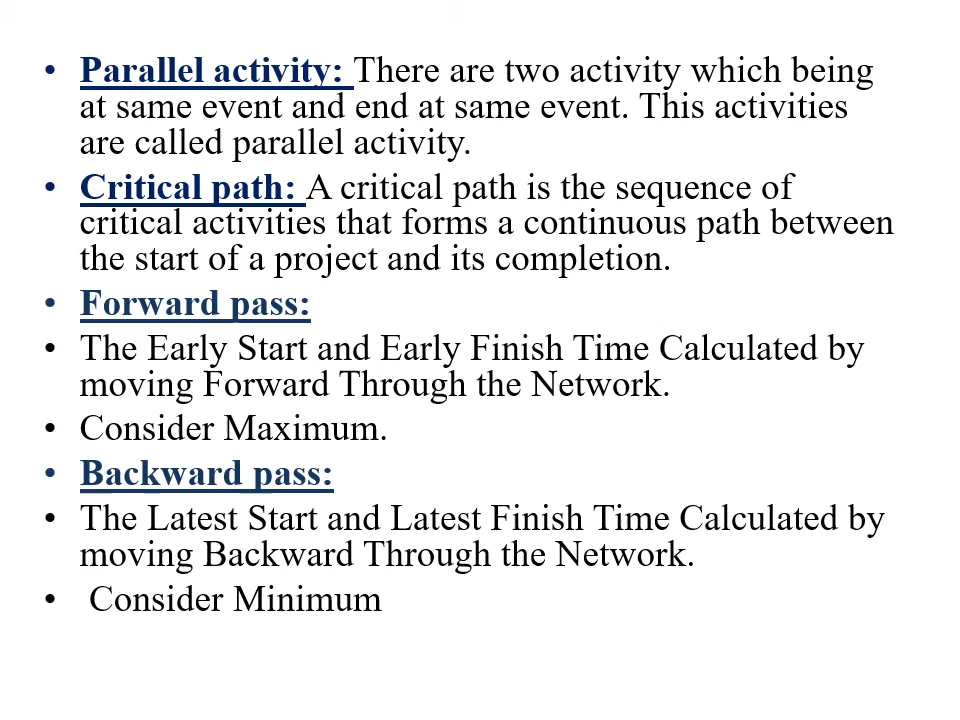 • Parallel activity: There are two activity which being
at same event and end at same event. This activities
are called parallel activity.
• Critical path: A critical path is the sequence of
critical activities that forms a continuous path between
the start of a project and its completion.
• Forward pass:
• The Early Start and Early Finish Time Calculated by
moving Forward Through the Network.
• Consider Maximum.
• Backward pass:
• The Latest Start and Latest Finish Time Calculated by
moving Backward Through the Network.
• Consider Minimum